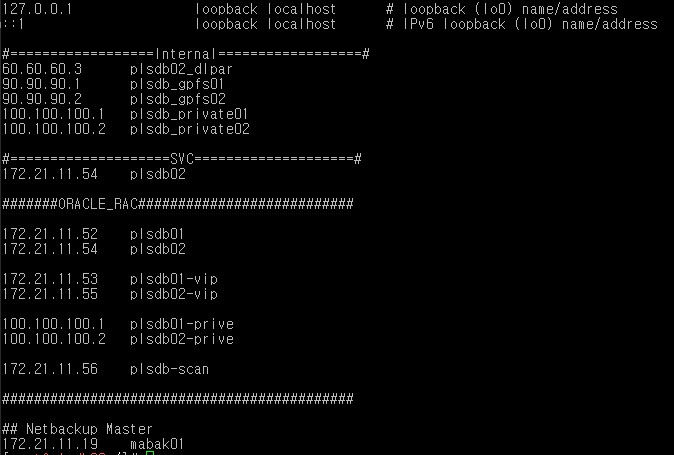 127.0.0.1 loopback localhost # loopback (lo0) name/address
::1 loopback localhost # IPv6 loopback (lo0) name/address
#==================Internal==================#
60.60.60.3 plsdb02_dlpar
90.90.90.1 plsdb_gpfs01
90.90.90.2 plsdb_gpfs02
100.100.100.1 plsdb_private01
100.100.100.2 plsdb_private02
#====================SVC====================#
172.21.11.54 plsdb02
#######ORACLE_RAC###########################
172.21.11.52 plsdb01
172.21.11.54 plsdb02
172.21.11.53 plsdb01-vip
172.21.11.55 plsdb02-vip
100.100.100.1 plsdb01-prive
100.100.100.2 plsdb02-prive
172.21.11.56 plsdb-scan
############################################
## Netbackup Master
172.21.11.19 mabak01